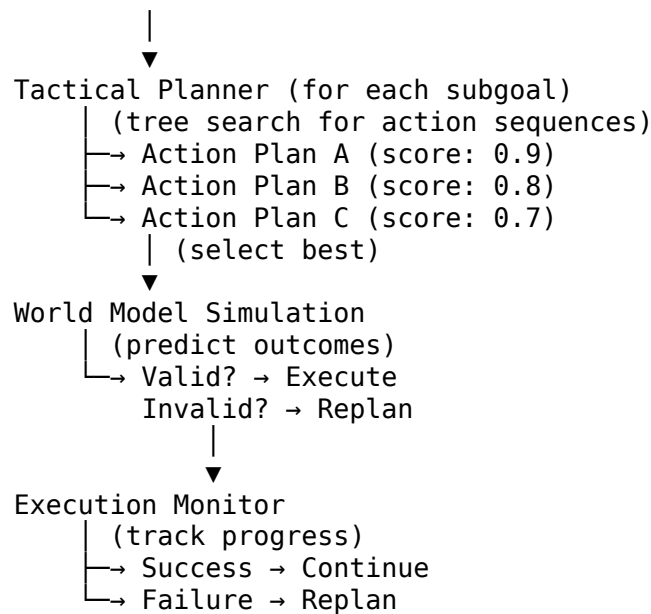 │
▼
Tactical Planner (for each subgoal)
│ (tree search for action sequences)
├─→ Action Plan A (score: 0.9)
├─→ Action Plan B (score: 0.8)
└─→ Action Plan C (score: 0.7)
│ (select best)
▼
World Model Simulation
│ (predict outcomes)
└─→ Valid? → Execute
Invalid? → Replan
│
▼
Execution Monitor
│ (track progress)
├─→ Success → Continue
└─→ Failure → Replan